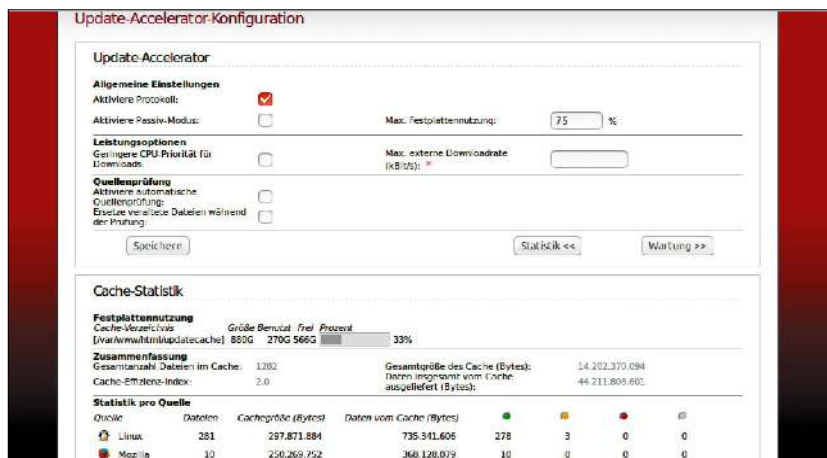 Update-Accelerator-Konfiguration
Update-Accelerator
Allgemeine Einstellungen
Aktiviere Protokoll:
Aktiviere Passiv-Modus: Max. Festplattennutzung: 75 %
Leistungsoptionen
Geringere CPU-Priorität für Downloads: Max. externe Downloadrate (kBit/s): *
Quellenprüfung
Aktiviere automatische Quellenprüfung:
Ersetze veraltete Dateien während der Prüfung:
Speichern Statistik << Wartung >>
Cache-Statistik
Festplattennutzung
Cache-Verzeichnis Größe Benutzt Frei Prozent
[/var/www/html/updatecache] 880G 270G 566G 33%
Zusammenfassung
Gesamtanzahl Dateien im Cache: 1282 Gesamtgröße des Cache (Bytes): 14.202.370.094
Cache-Effizienz-Index: 2.0 Daten insgesamt vom Cache ausgeliefert (Bytes): 44.211.808.601
Statistik pro Quelle
Quelle Dateien Cachegröße (Bytes) Daten vom Cache (Bytes)
Linux 281 297.871.884 735.341.606 278 3 0 0
Mozilla 10 250.269.752 368.128.079 10 0 0 0